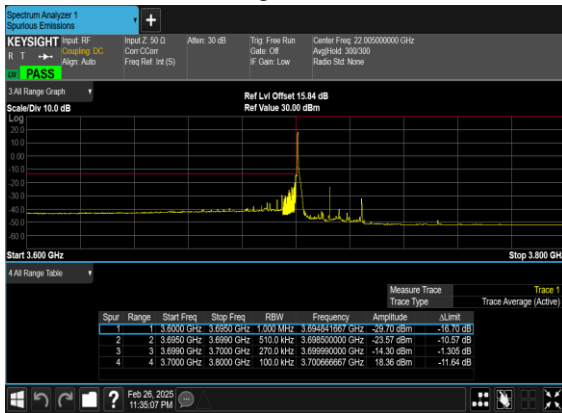 Spectrum Analyzer 1
Spurious Emissions
KEYSIGHT Input: RF Input Z: 50 Ω Atten: 30 dB Trig: Free Run Center Freq: 22.005000000 GHz
R T Coupling: DC Corr CCorr Gate: Off Avg|Hold: 300/300
Align: Auto Freq Ref: Int (S) IF Gain: Low Radio Std: None
PASS
3 All Range Graph Ref Lvl Offset 15.84 dB
Scale/Div 10.0 dB Ref Value 30.00 dBm
Log
20.0
10.0
0.00
-10.0
-20.0
-30.0
-40.0
-50.0
-60.0
Start 3.600 GHz Stop 3.800 GH
4 All Range Table
Measure Trace Trace 1
Trace Type Trace Average (Active)
Spur Range Start Freq Stop Freq RBW Frequency Amplitude ΔLimit
1 1 3.6000 GHz 3.6950 GHz 1.000 MHz 3.694841667 GHz -29.70 dBm -16.70 dB
2 2 3.6950 GHz 3.6990 GHz 510.0 kHz 3.698500000 GHz -23.57 dBm -10.57 dB
3 3 3.6990 GHz 3.7000 GHz 270.0 kHz 3.699990000 GHz -14.30 dBm -1.305 dB
4 4 3.7000 GHz 3.8000 GHz 100.0 kHz 3.700666667 GHz 18.36 dBm -11.64 dB
? Feb 26, 2025
11:35:07 PM